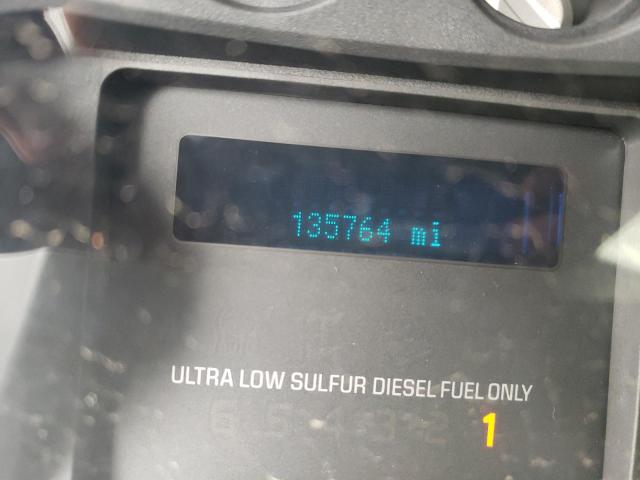 135764 mi
ULTRA LOW SULFUR DIESEL FUEL ONLY
1